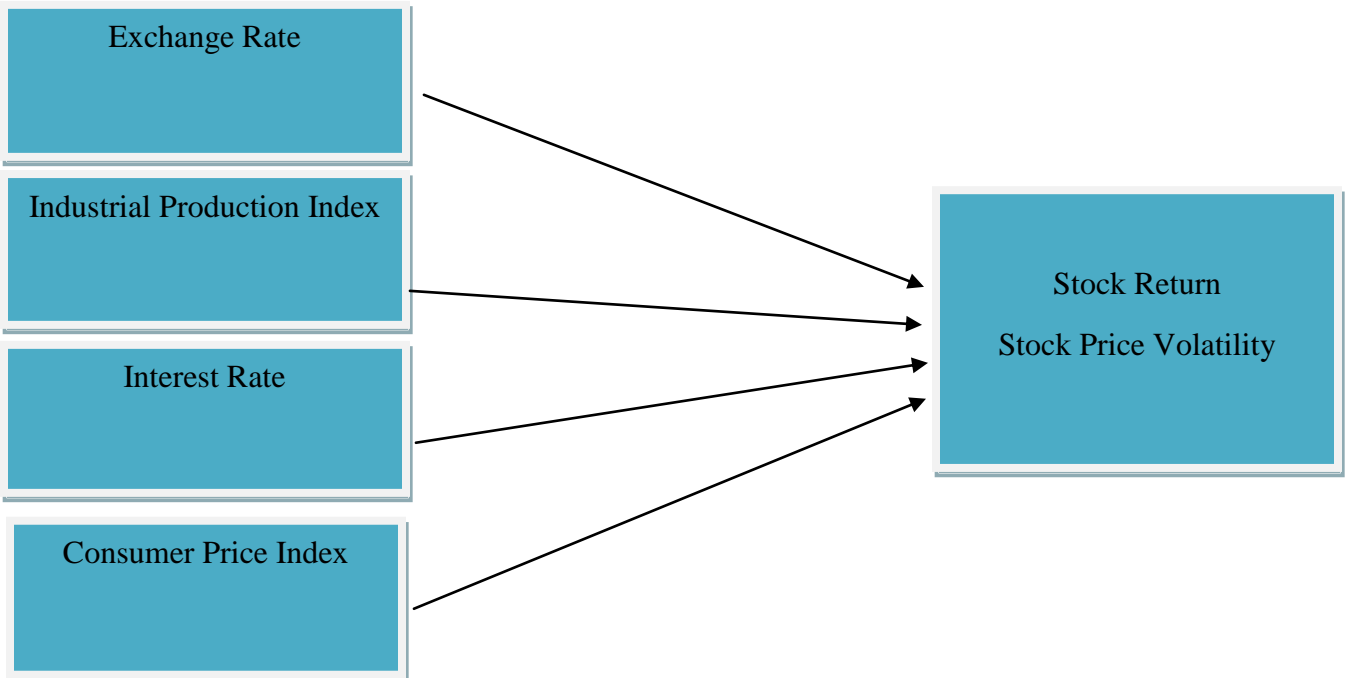 Exchange Rate
Industrial Production Index
Interest Rate
Consumer Price Index
Stock Return
Stock Price Volatility